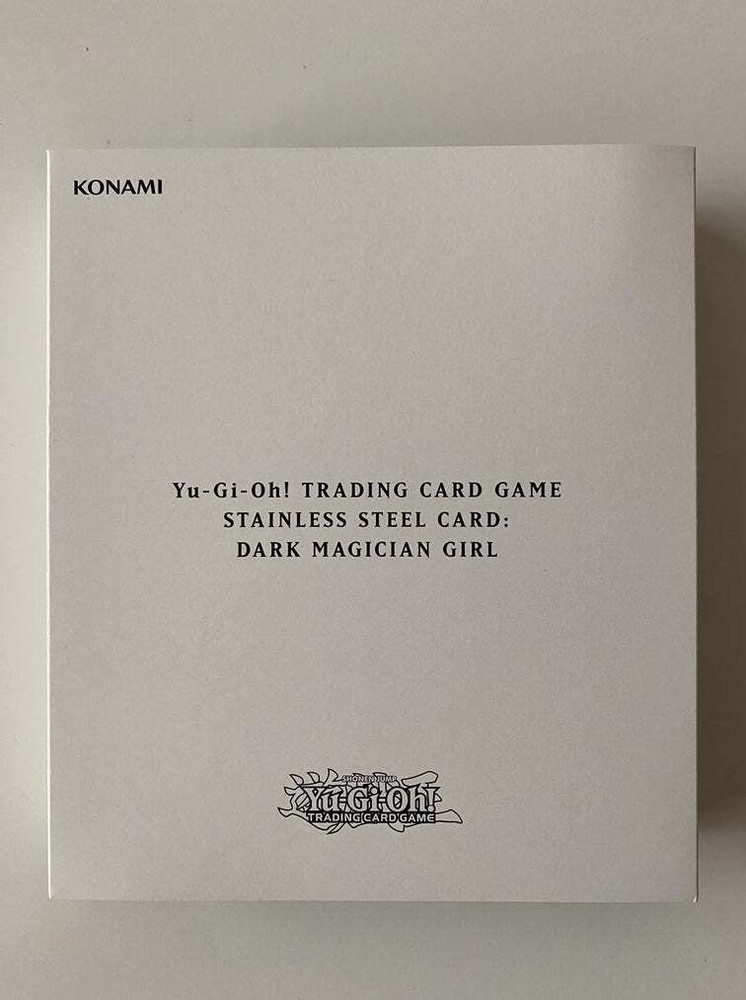 KONAMI
Yu-Gi-Oh! TRADING CARD GAME
STAINLESS STEEL CARD:
DARK MAGICIAN GIRL
SHONEN JUMP
Yu-Gi-Oh!
TRADING CARD GAME